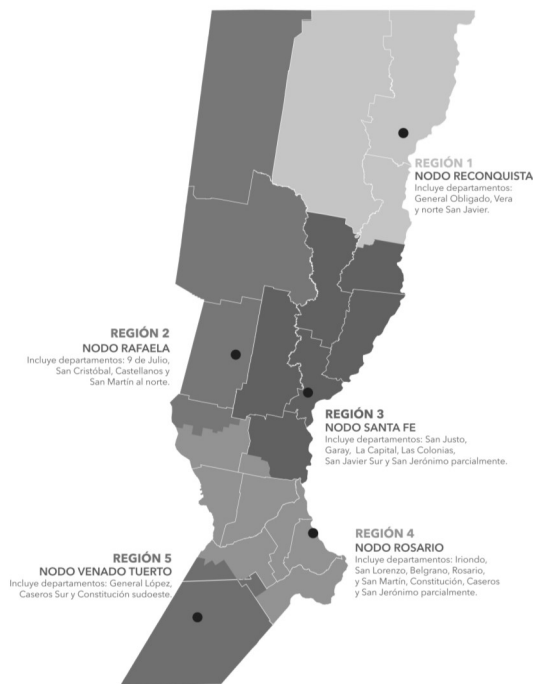 REGIÓN 1
NODO RECONQUISTA
Incluye departamentos:
General Obligado, Vera
y norte San Javier.
REGIÓN 2
NODO RAFAELA
Incluye departamentos: 9 de Julio,
San Cristóbal, Castellanos y
San Martín al norte.
REGIÓN 3
NODO SANTA FE
Incluye departamentos: San Justo,
Garay, La Capital, Las Colonias,
San Javier Sur y San Jerónimo parcialmente.
REGIÓN 4
NODO ROSARIO
Incluye departamentos: Iriondo,
San Lorenzo, Belgrano, Rosario,
y San Martín, Constitución, Caseros
y San Jerónimo parcialmente.
REGIÓN 5
NODO VENADO TUERTO
Incluye departamentos: General López,
Caseros Sur y Constitución sudoeste.